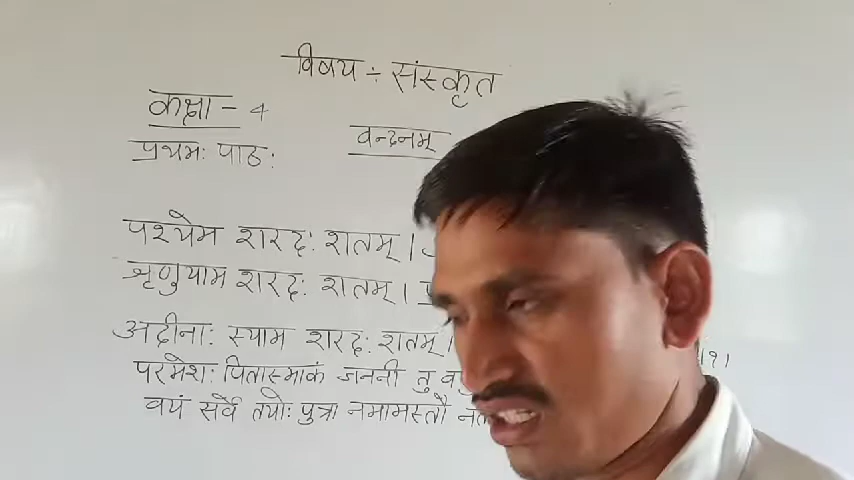 विषय ÷ संस्कृत
कक्षा - 4
वन्दनम्
प्रथमः पाठः
पश्येम शरदः शतम् ।
श्रृणुयाम शरदः शतम् ।
अदीनाः स्याम शरदः शतम् ।
परमेशः पितास्माकं जननी तु ।१।
वयं सर्वे तयोः पुत्रा नमामस्तौ